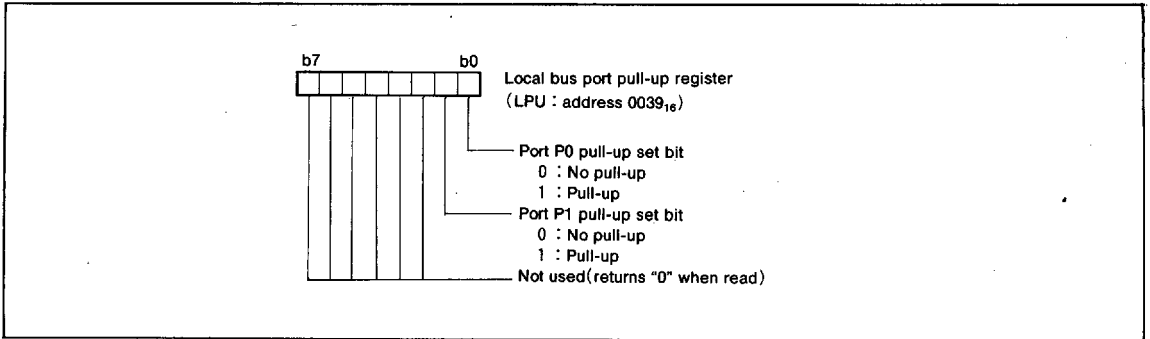 b7 b0
Local bus port pull-up register
(LPU : address 0039₁₆)
Port P0 pull-up set bit
0 : No pull-up
1 : Pull-up
Port P1 pull-up set bit
0 : No pull-up
1 : Pull-up
Not used(returns "0" when read)